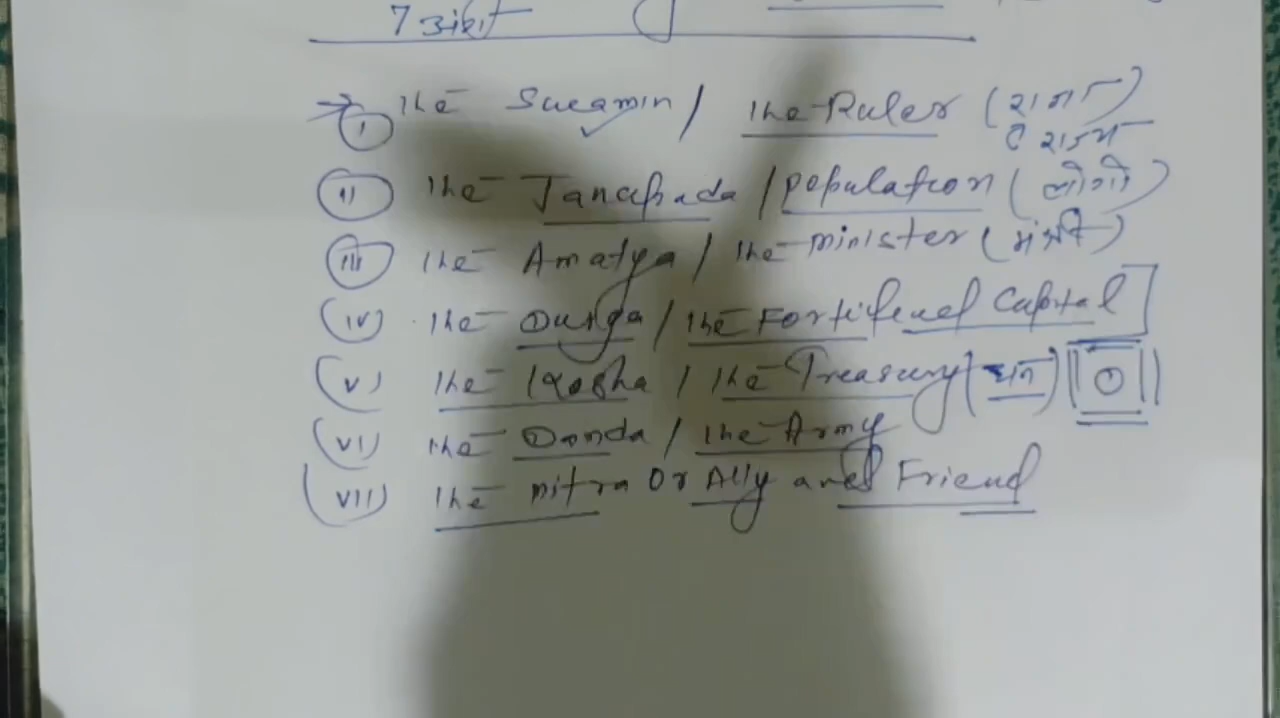 7 अंग
→ (I) The Sweamin / The Ruler (राजा)
राजा
(II) The Janapada / Population (लोग)
(III) The Amatya / The minister (मंत्री)
(IV) The Durga / The Fortified Capital]
(V) The Kosha / The Treasury (धन)
(VI) The Danda / The Army
(VII) The mitra Or Ally and Friend